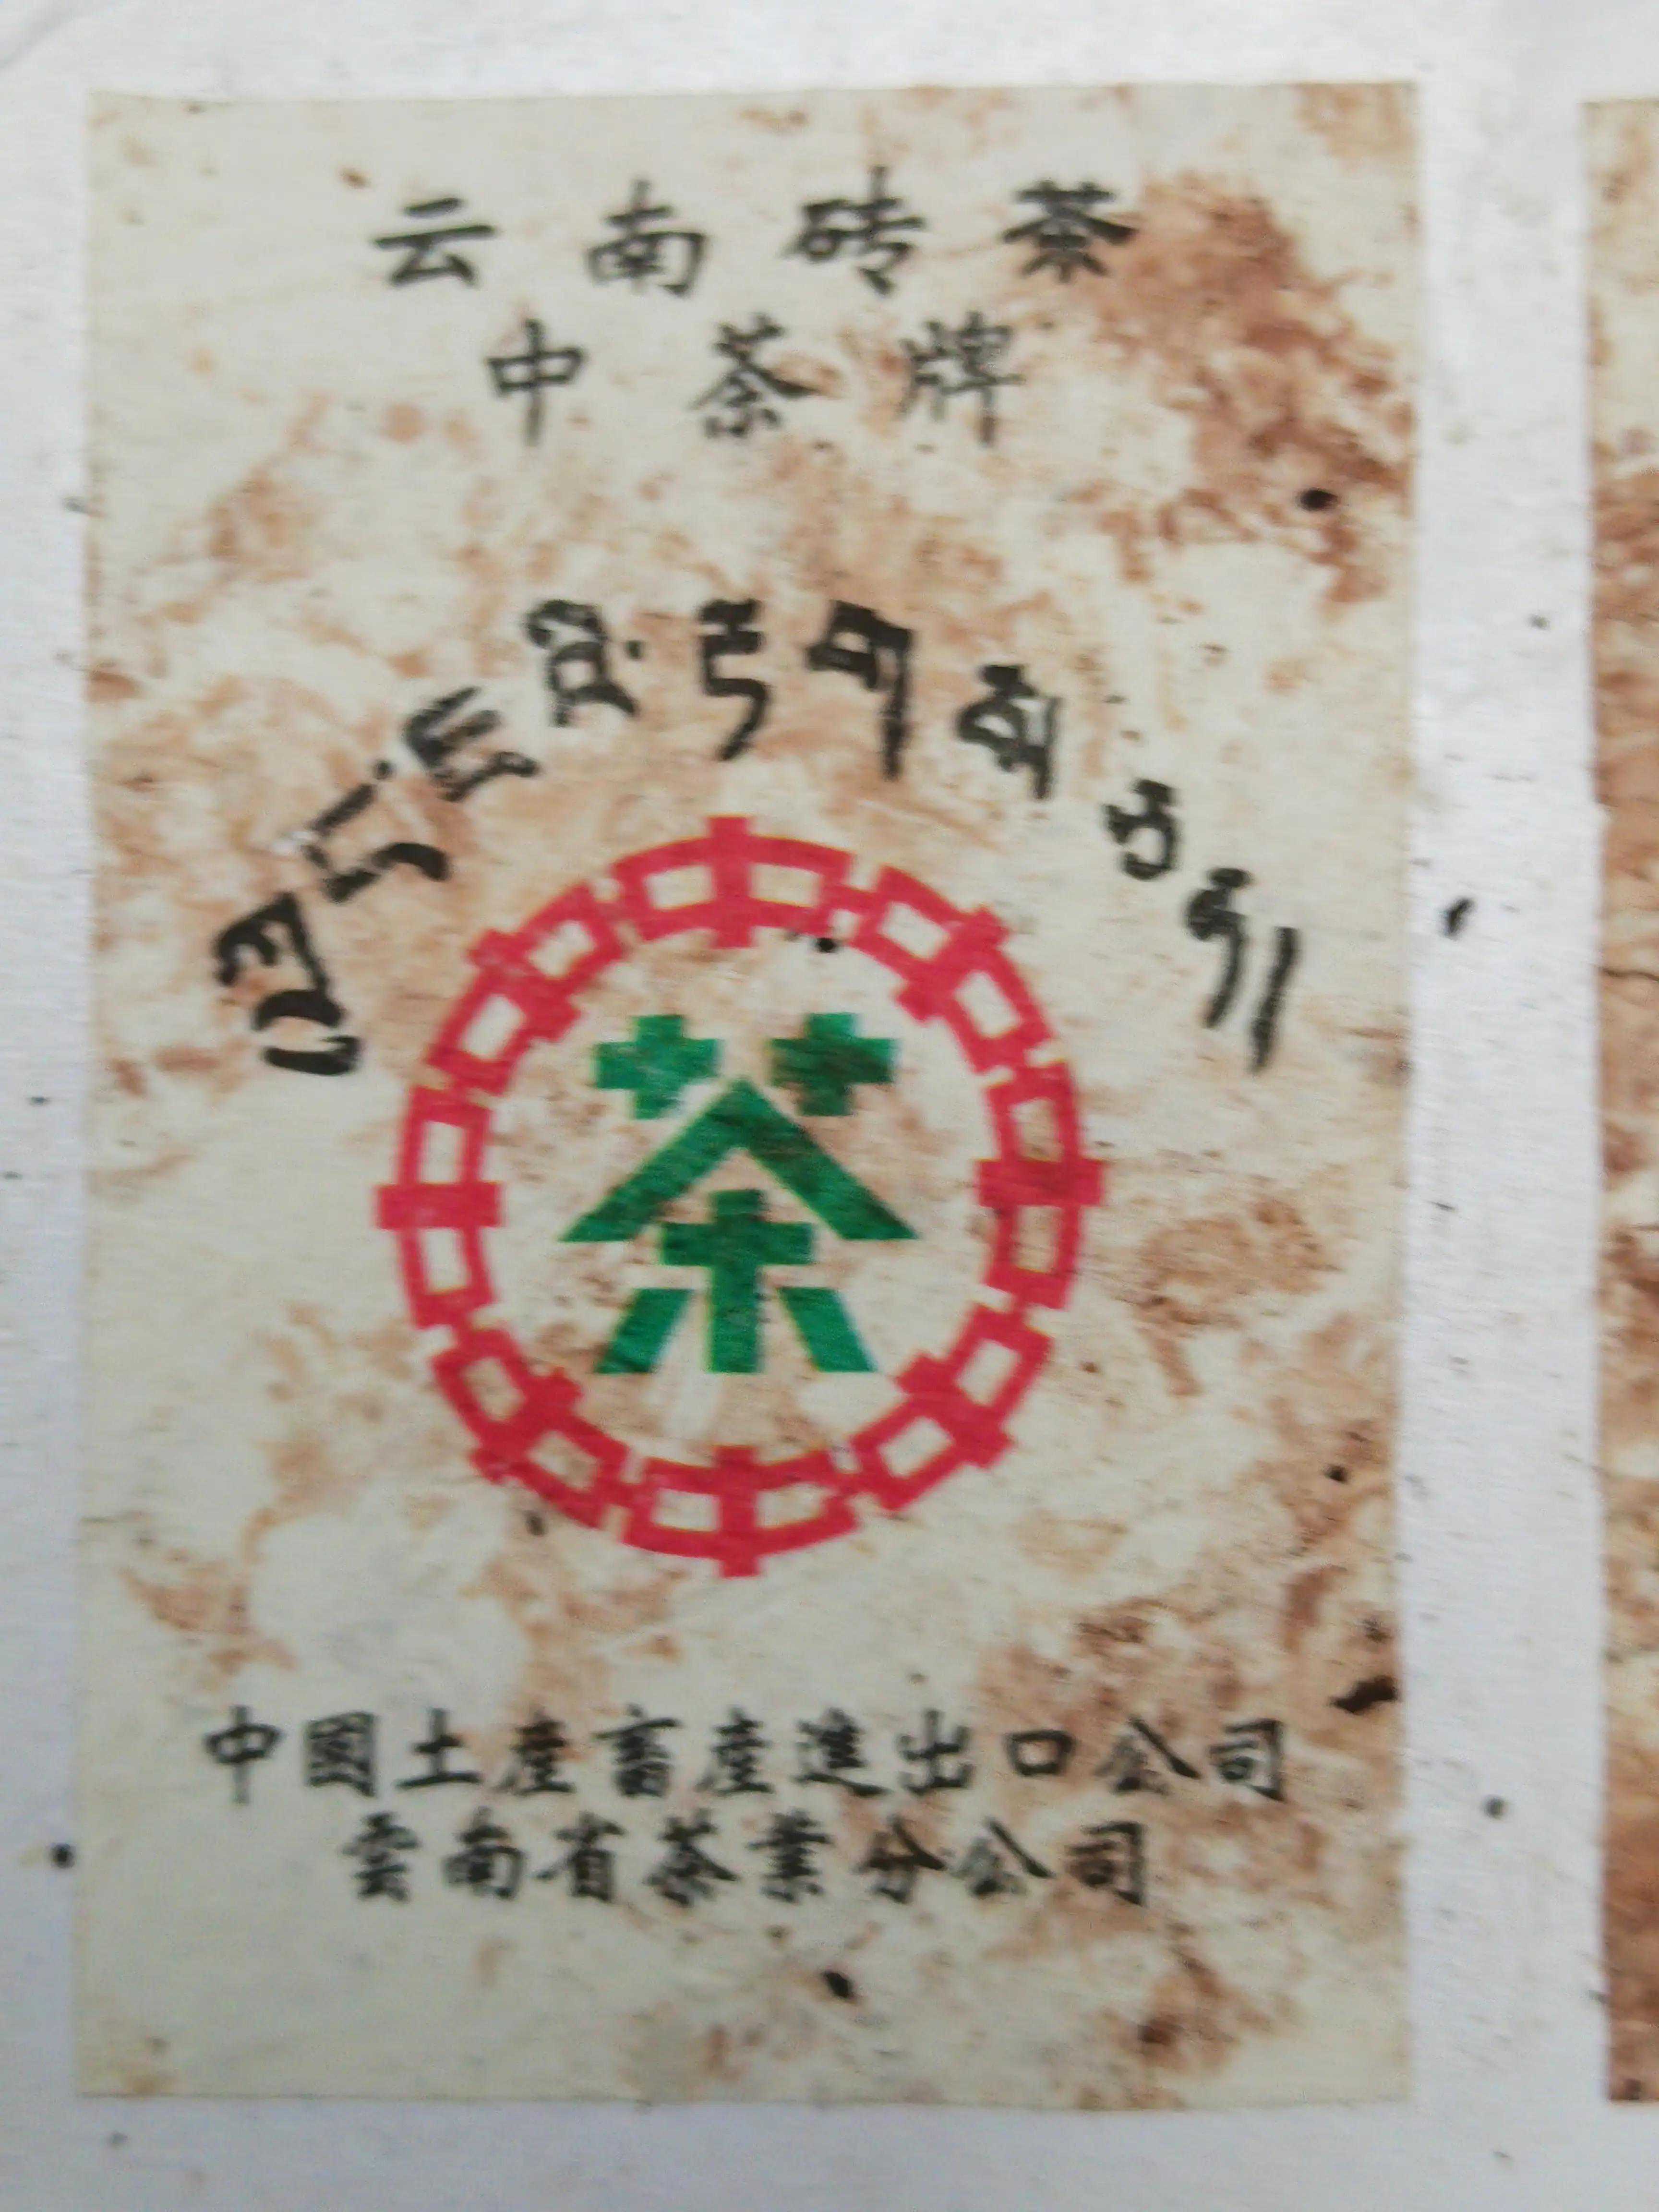 云南砖茶
中茶牌
茶
中國土產畜產進出口公司
雲南省茶業分公司